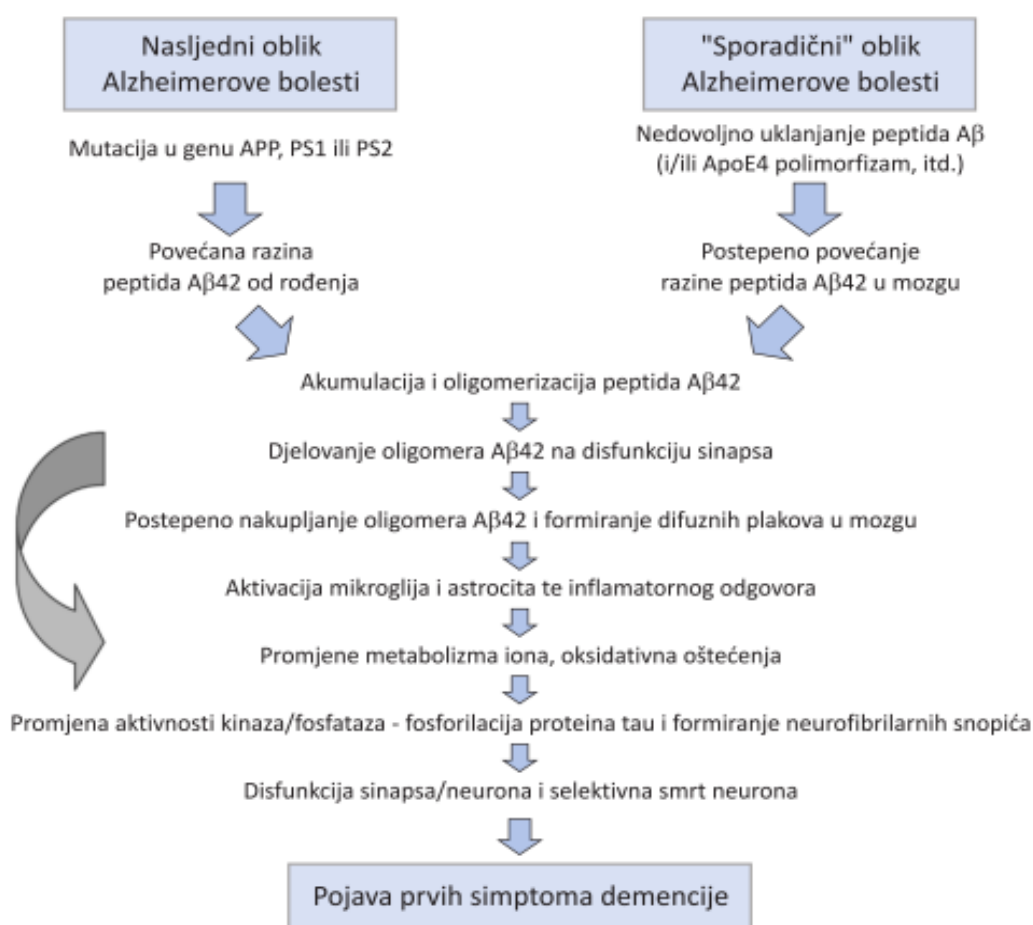 Nasljedni oblik
Alzheimerove bolesti
"Sporadični" oblik
Alzheimerove bolesti
Mutacija u genu APP, PS1 ili PS2
Nedovoljno uklanjanje peptida Aβ
(i/ili ApoE4 polimorfizam, itd.)
Povećana razina
peptida Aβ42 od rođenja
Postepeno povećanje
razine peptida Aβ42 u mozgu
Akumulacija i oligomerizacija peptida Aβ42
Djelovanje oligomera Aβ42 na disfunkciju sinapsa
Postepeno nakupljanje oligomera Aβ42 i formiranje difuznih plakova u mozgu
Aktivacija mikroglija i astrocita te inflamatornog odgovora
Promjene metabolizma iona, oksidativna oštećenja
Promjena aktivnosti kinaza/fosfataza - fosforilacija proteina tau i formiranje neurofibrilarnih snopića
Disfunkcija sinapsa/neurona i selektivna smrt neurona
Pojava prvih simptoma demencije